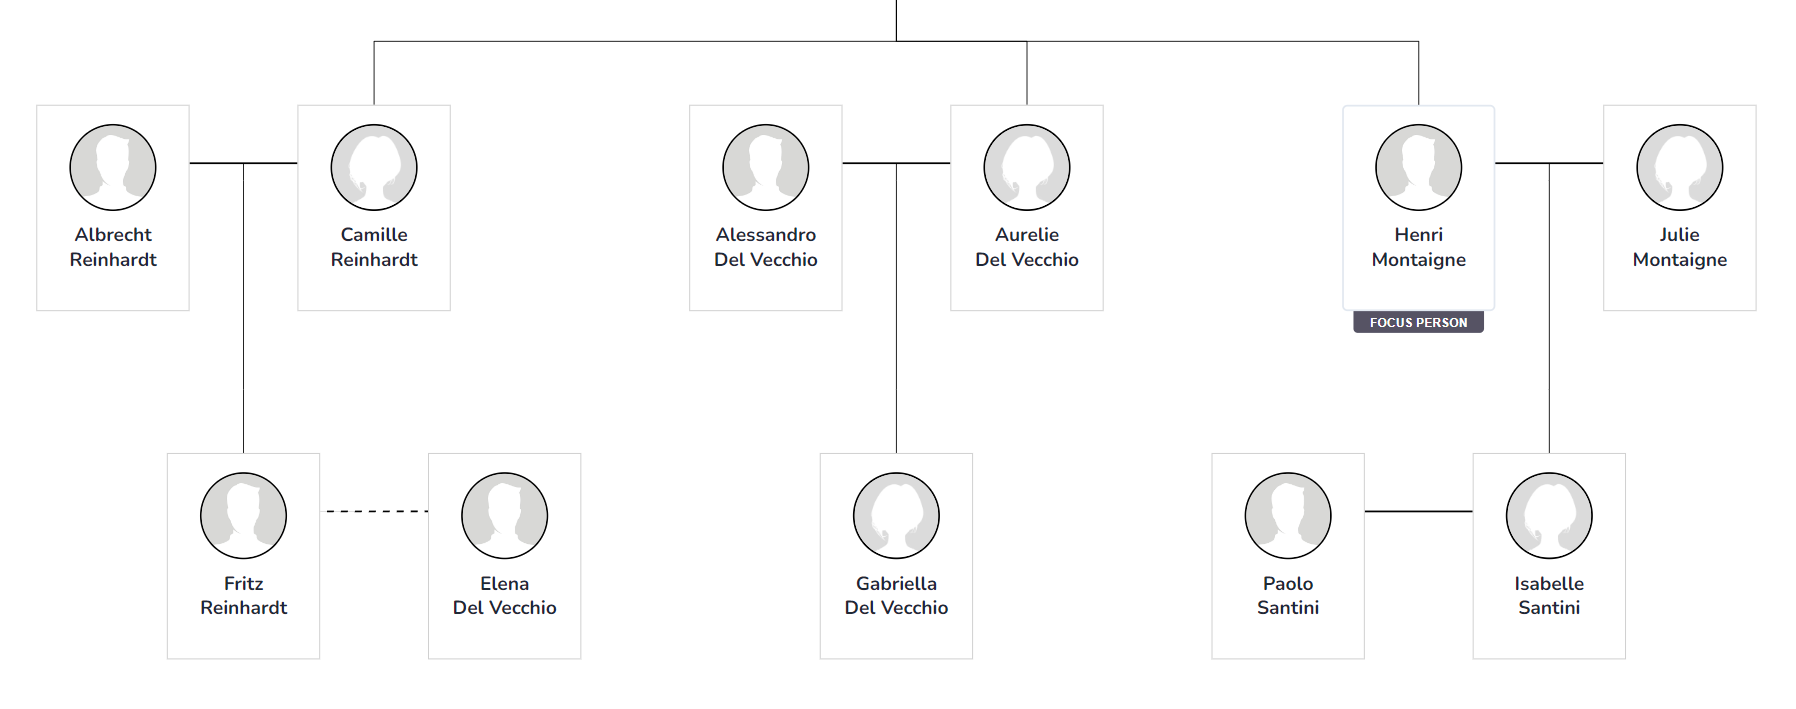 Albrecht
Reinhardt
Camille
Reinhardt
Alessandro
Del Vecchio
Aurelie
Del Vecchio
Henri
Montaigne
FOCUS PERSON
Julie
Montaigne
Fritz
Reinhardt
Elena
Del Vecchio
Gabriella
Del Vecchio
Paolo
Santini
Isabelle
Santini